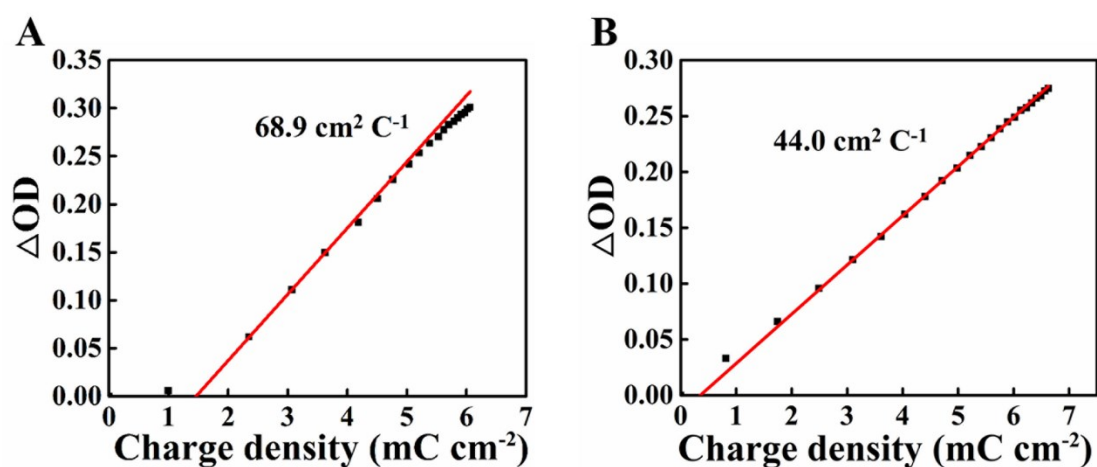 A
0.35
0.30
0.25
0.20
0.15
0.10
0.05
0.00
△OD
68.9 cm² C⁻¹
0 1 2 3 4 5 6 7
Charge density (mC cm⁻²)
B
0.30
0.25
0.20
0.15
0.10
0.05
0.00
△OD
44.0 cm² C⁻¹
0 1 2 3 4 5 6 7
Charge density (mC cm⁻²)